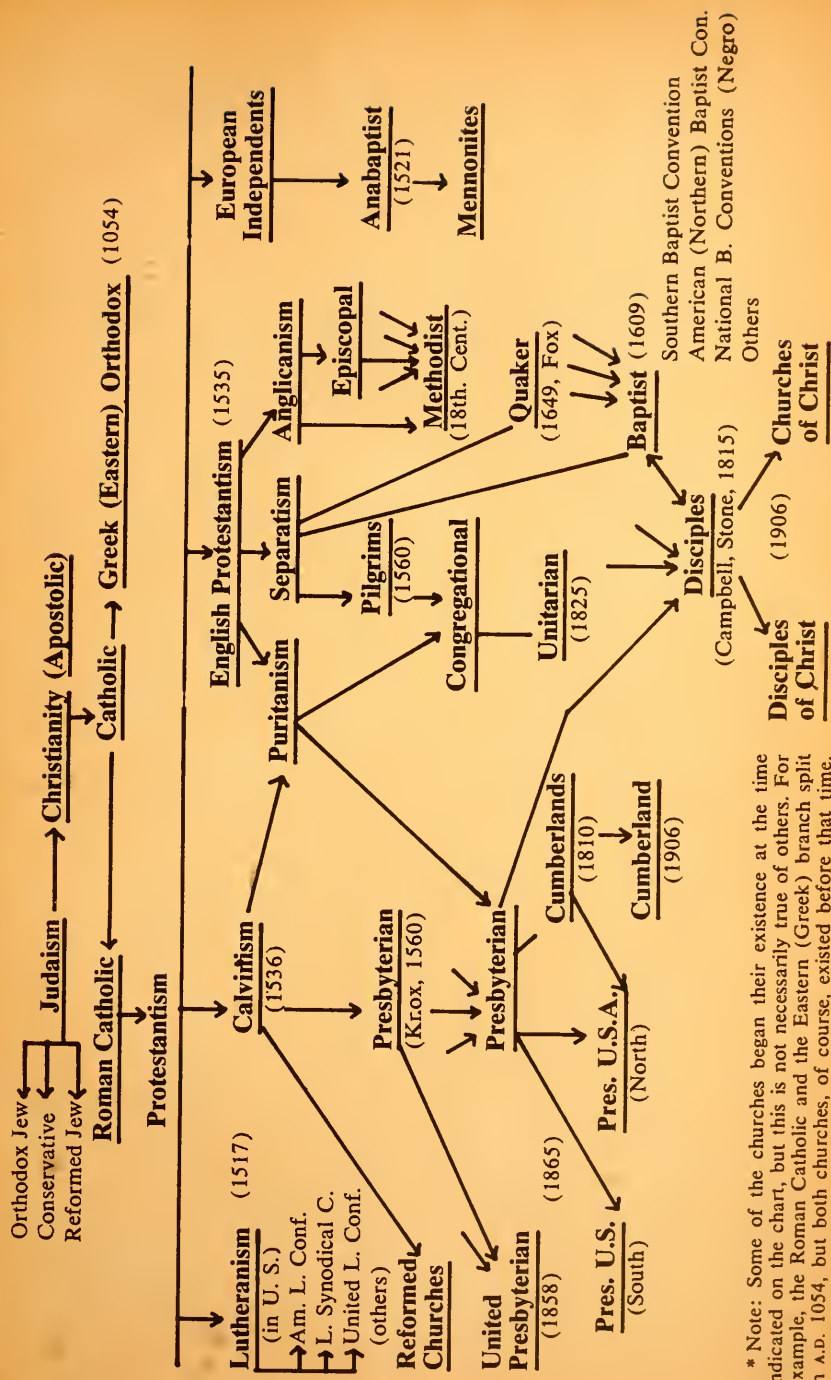 Orthodox Jew
Conservative
Reformed Jew
Judaism
Christianity (Apostolic)
Roman Catholic
Catholic
Greek (Eastern) Orthodox (1054)
Protestantism
Lutheranism (1517)
(in U. S.)
Am. L. Conf.
L. Synodical C.
United L. Conf.
(others)
Reformed
Churches
United
Presbyterian
(1858)
Pres. U.S.
(South)
(1865)
Calvinism
(1536)
Presbyterian
(Krox, 1560)
Presbyterian
Pres. U.S.A.
(North)
Cumberlands
(1810)
Cumberland
(1906)
English Protestantism (1535)
Puritanism
Separatism
Anglicanism
Pilgrims
(1560)
Congregational
Unitarian
(1825)
Episcopal
Methodist
(18th. Cent.)
Quaker
(1649, Fox)
Baptist (1609)
Southern Baptist Convention
American (Northern) Baptist Con.
National B. Conventions (Negro)
Others
European
Independents
Anabaptist
(1521)
Mennonites
Disciples
(Campbell, Stone, 1815)
(1906)
Disciples
of Christ
Churches
of Christ
* Note: Some of the churches began their existence at the time
ndicated on the chart, but this is not necessarily true of others. For
xample, the Roman Catholic and the Eastern (Greek) branch split
n A.D. 1054, but both churches, of course, existed before that time.